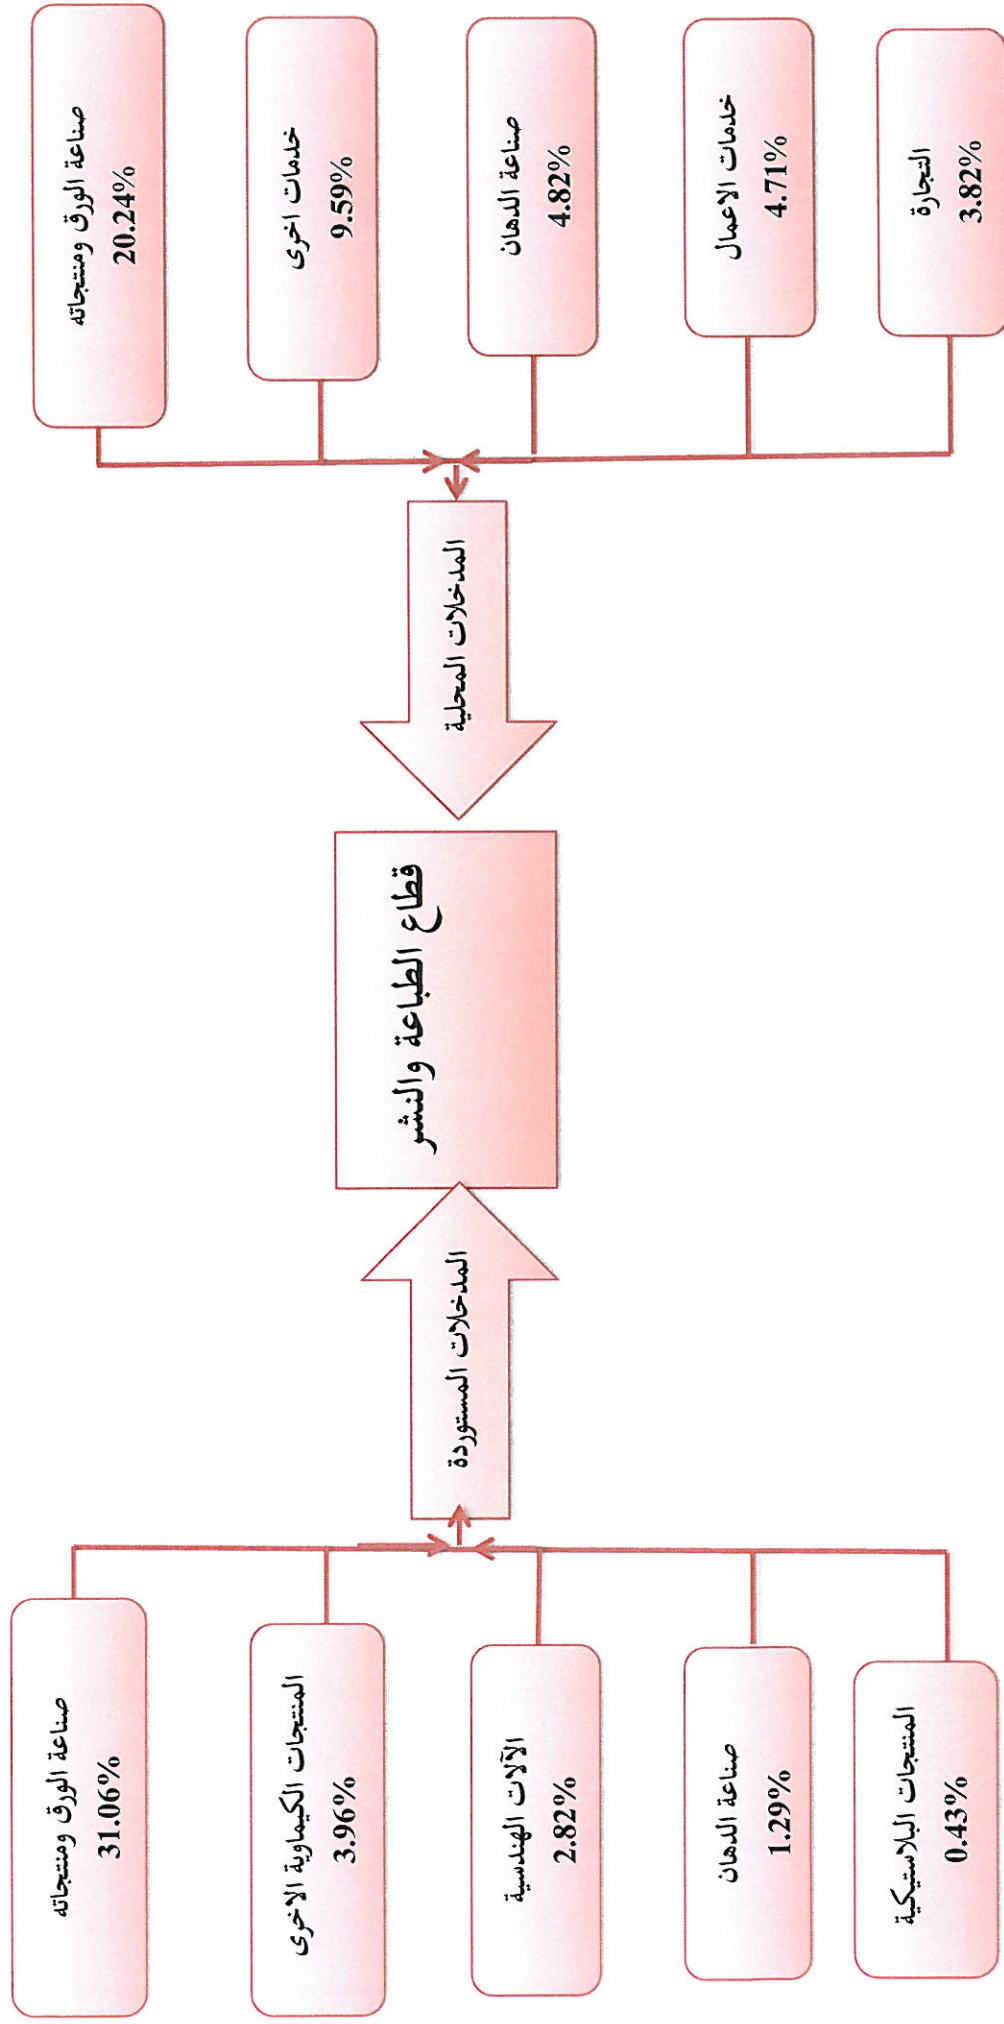 صناعة الورق ومنتجاته
20.24%
خدمات اخرى
9.59%
صناعة الدهان
4.82%
خدمات الاعمال
4.71%
التجارة
3.82%
المدخلات المحلية
قطاع الطباعة والنشر
المدخلات المستوردة
صناعة الورق ومنتجاته
31.06%
المنتجات الكيماوية الاخرى
3.96%
الآلات الهندسية
2.82%
صناعة الدهان
1.29%
المنتجات البلاستيكية
0.43%